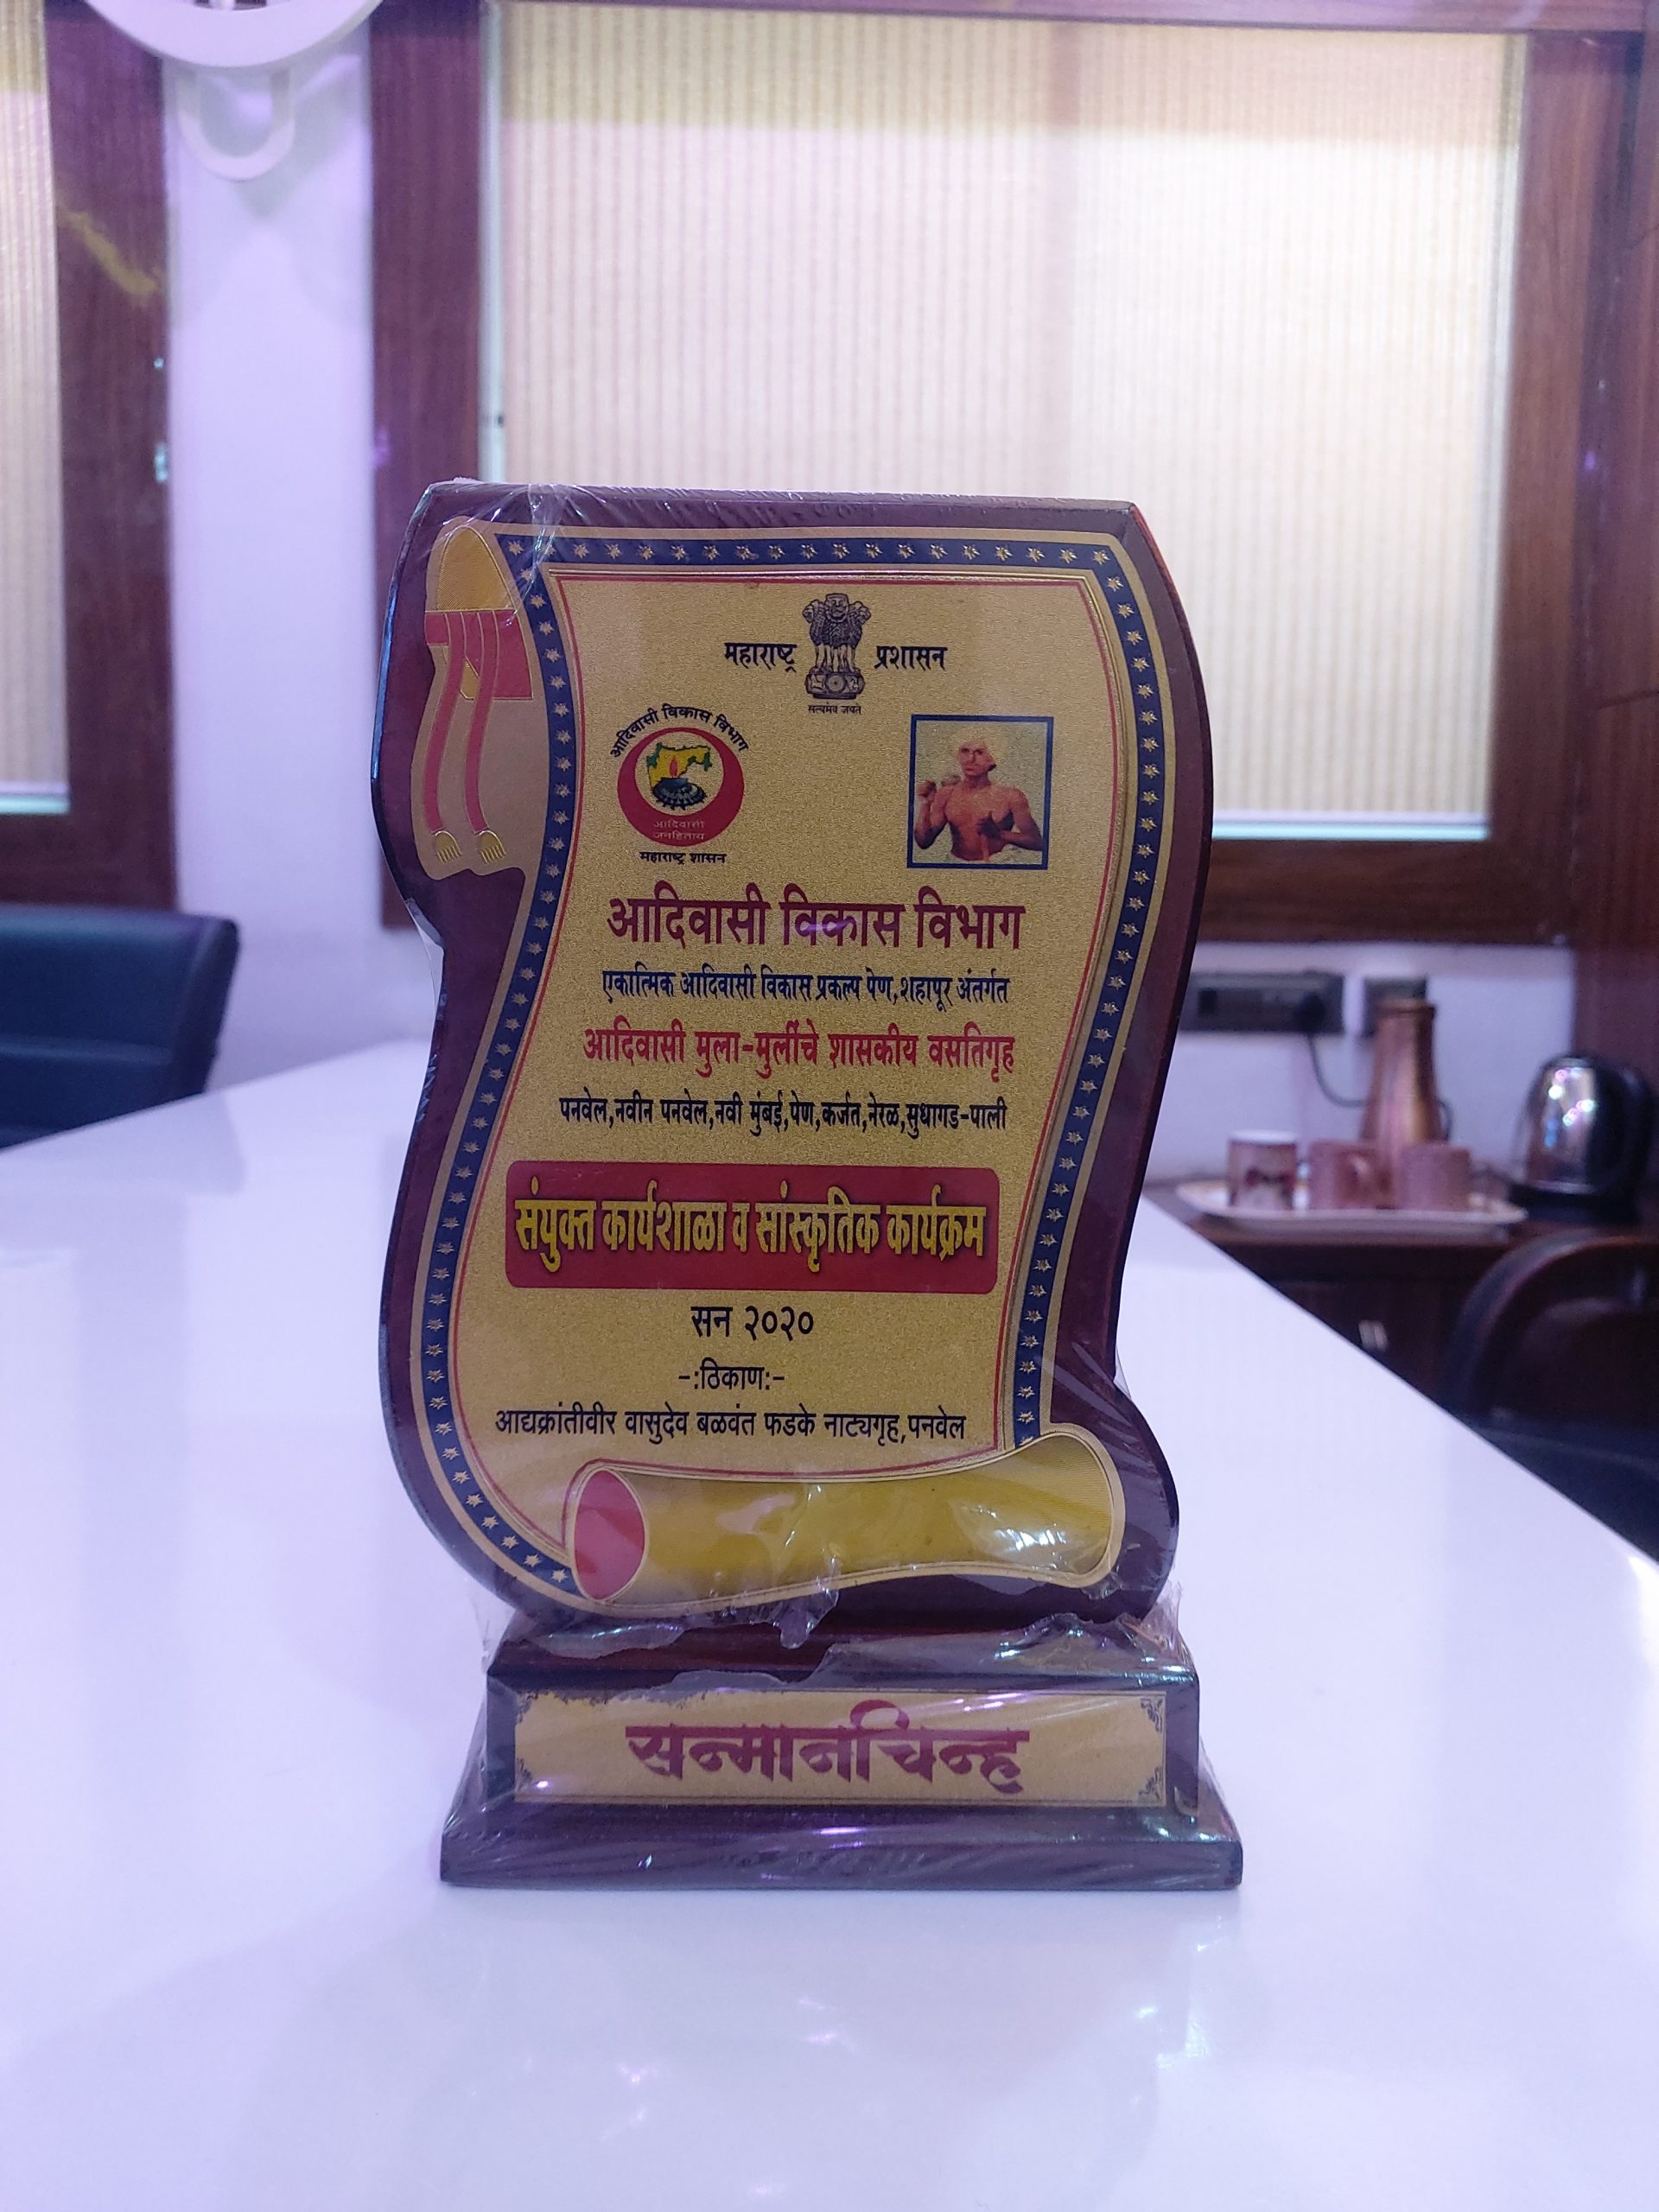 महाराष्ट्र प्रशासन
सत्यमेव जयते
आदिवासी विकास विभाग
आदिवासी
जनहिताय
महाराष्ट्र शासन
आदिवासी विकास विभाग
एकात्मिक आदिवासी विकास प्रकल्प पेण,शहापूर अंतर्गत
आदिवासी मुला-मुलींचे शासकीय वसतिगृह
पनवेल,नवीन पनवेल,नवी मुंबई,पेण,कर्जत,नेरळ,सुधागड-पाली
संयुक्त कार्यशाळा व सांस्कृतिक कार्यक्रम
सन २०२०
-:ठिकाण:-
आद्यक्रांतीवीर वासुदेव बळवंत फडके नाट्यगृह,पनवेल
सन्मानचिन्ह